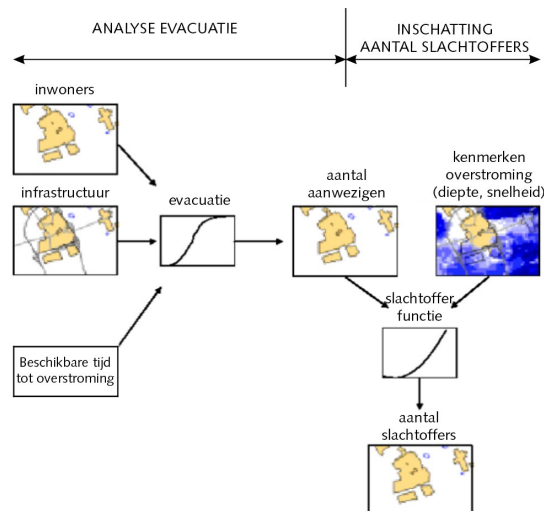 ANALYSE EVACUATIE
INSCHATTING
AANTAL SLACHTOFFERS
inwoners
infrastructuur
evacuatie
Beschikbare tijd
tot overstroming
aantal
aanwezigen
kenmerken
overstroming
(diepte, snelheid)
slachtoffer
functie
aantal
slachtoffers